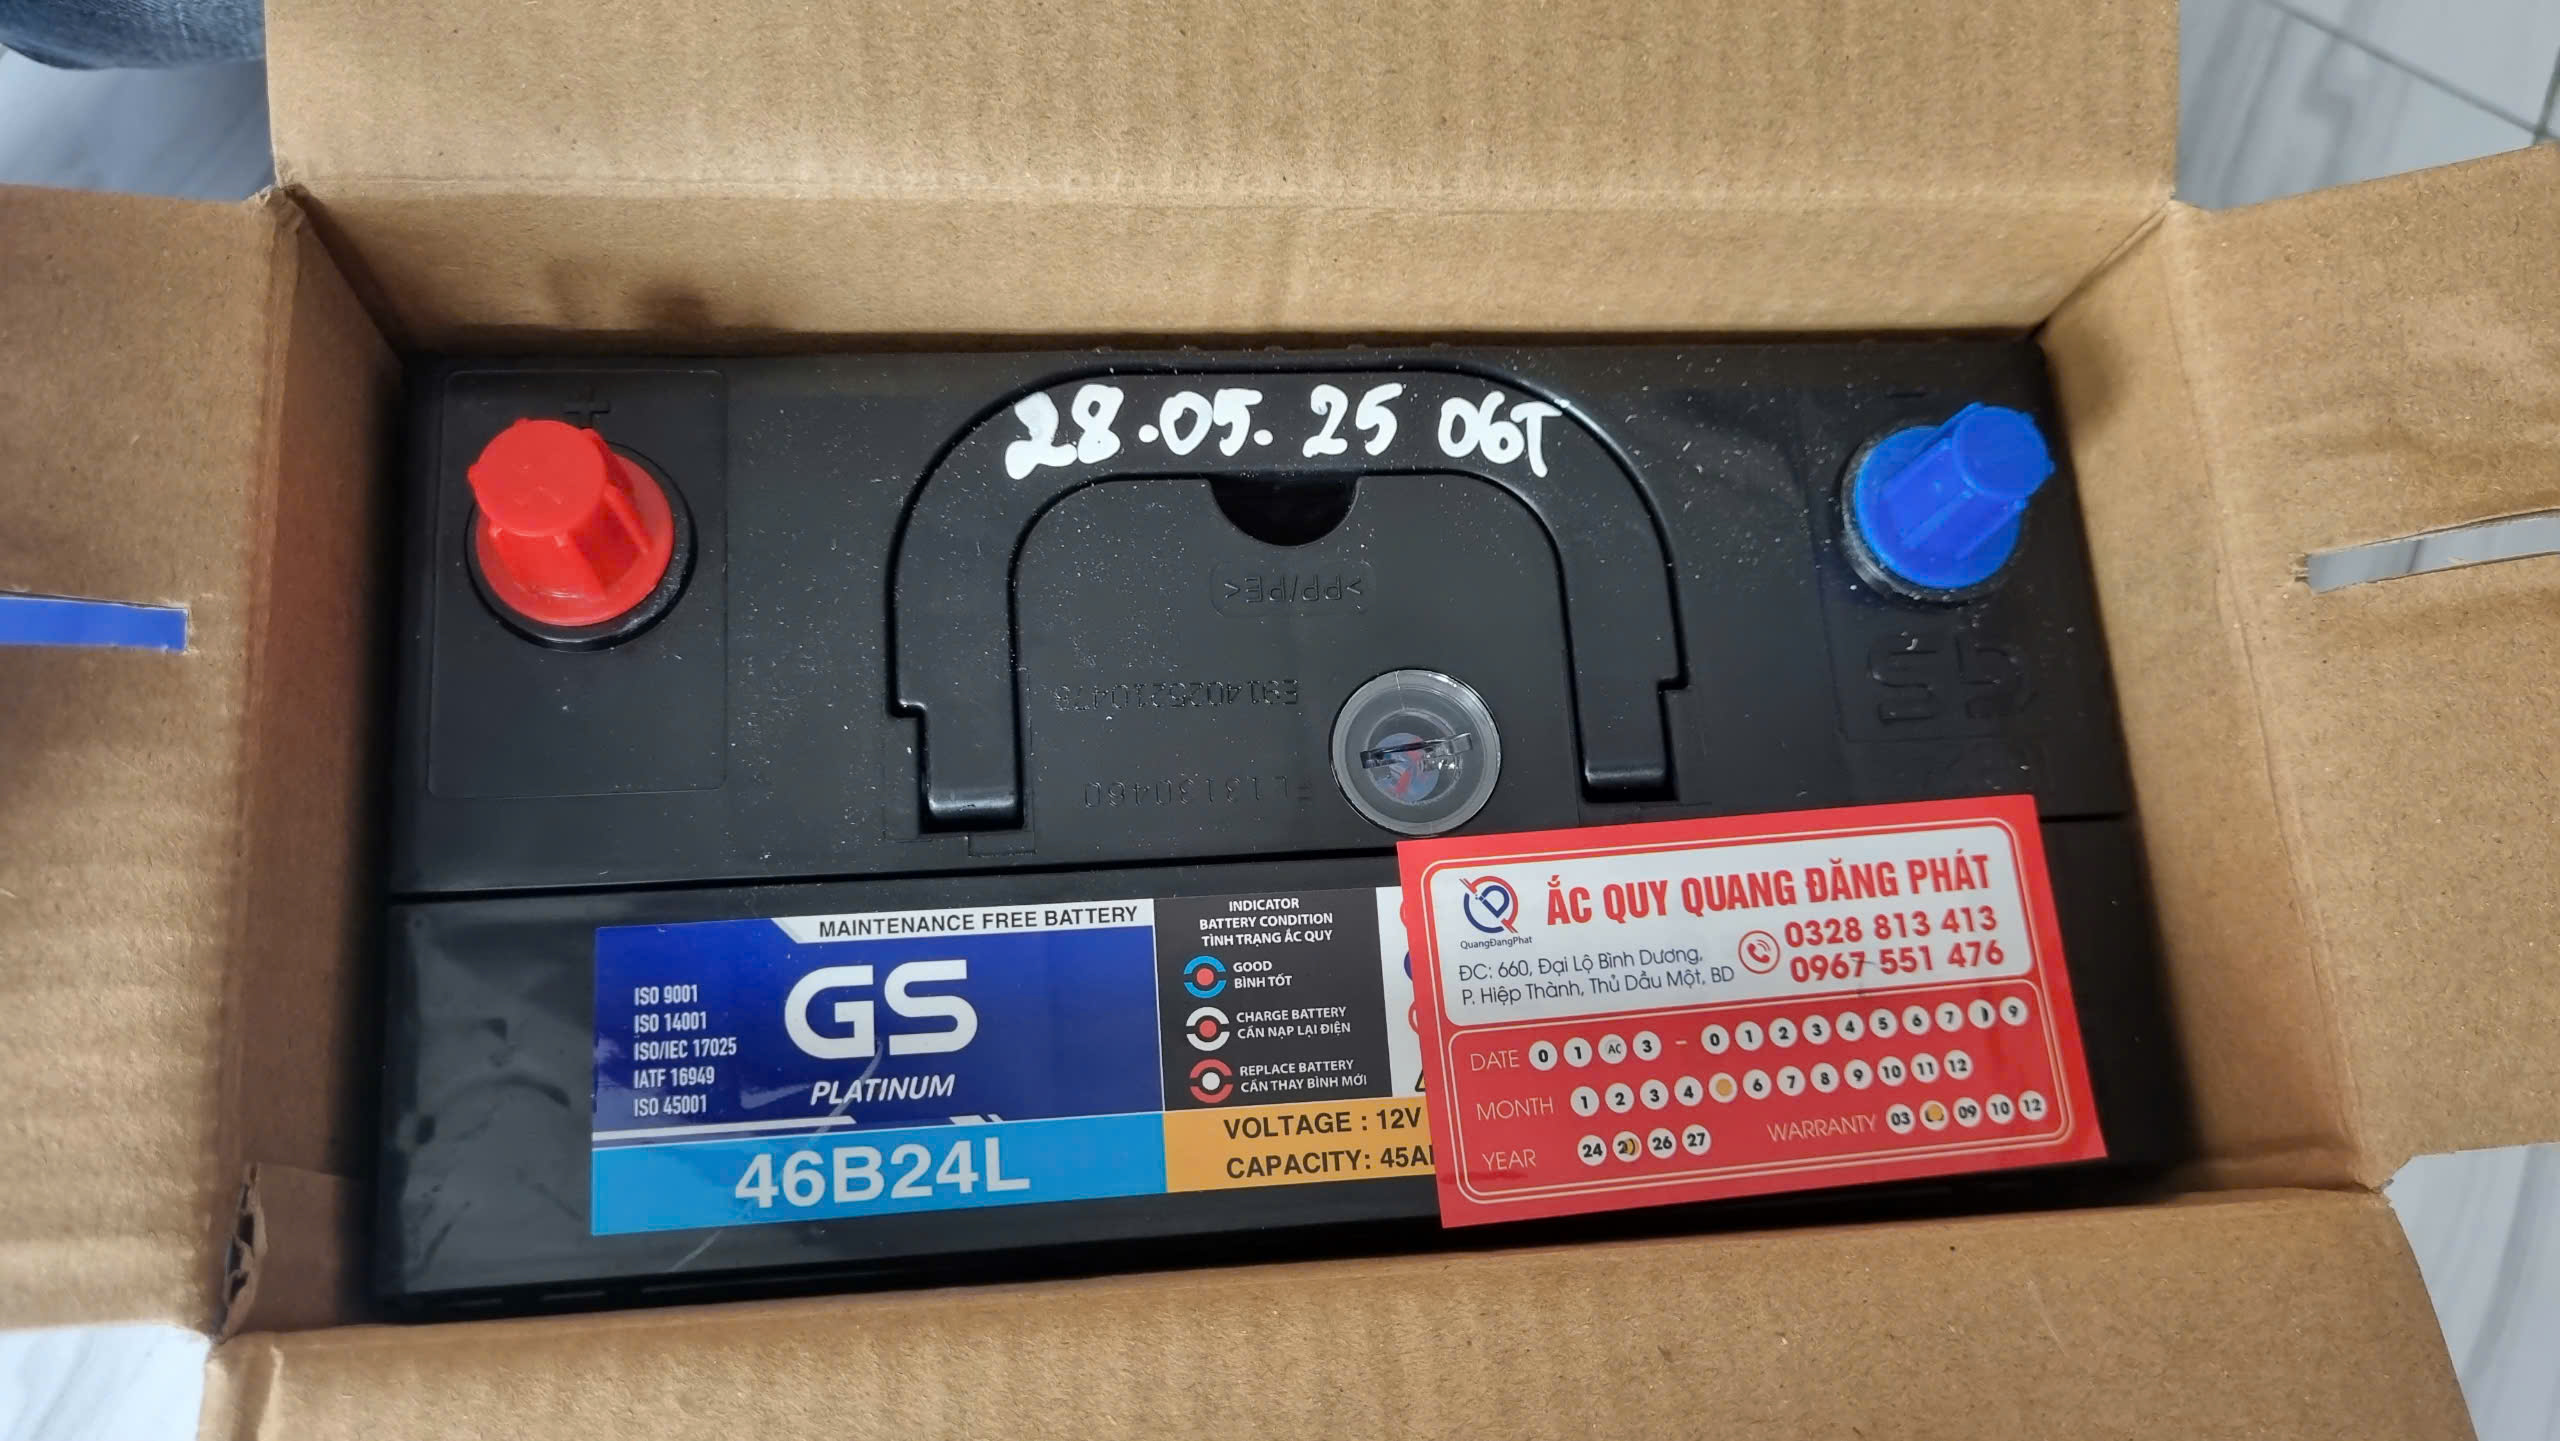 28.05.25 06T
+
>PP/PE<
E914025210478
FL13130460
GS
MAINTENANCE FREE BATTERY
GS
PLATINUM
ISO 9001
ISO 14001
ISO/IEC 17025
IATF 16949
ISO 45001
46B24L
INDICATOR
BATTERY CONDITION
TÌNH TRẠNG ẮC QUY
GOOD
BÌNH TỐT
CHARGE BATTERY
CẦN NẠP LẠI ĐIỆN
REPLACE BATTERY
CẦN THAY BÌNH MỚI
VOLTAGE : 12V
CAPACITY: 45A
ẮC QUY QUANG ĐĂNG PHÁT
QuangĐangPhat
ĐC: 660, Đại Lộ Bình Dương,
P. Hiệp Thành, Thủ Dầu Một, BD
0328 813 413
0967 551 476
DATE 0 1 3 - 0 1 2 3 4 5 6 7 9
MONTH 1 2 3 4 6 7 8 9 10 11 12
YEAR 24 2 26 27 WARRANTY 03 09 10 12